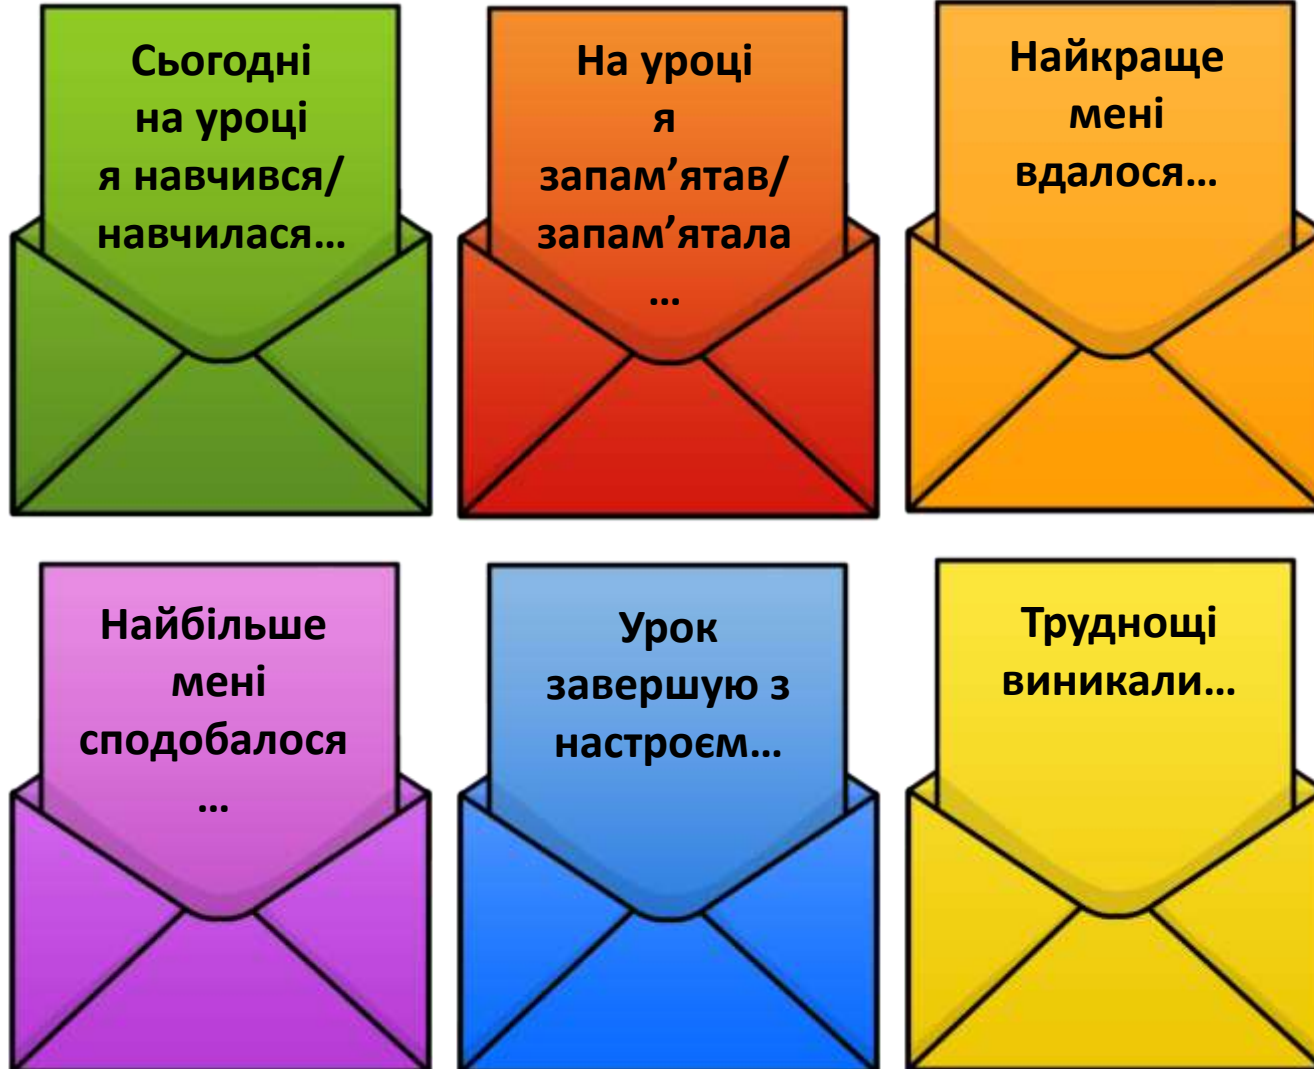 Сьогодні
на уроці
я навчився/
навчилася…
На уроці
я
запам’ятав/
запам’ятала
…
Найкраще
мені
вдалося…
Найбільше
мені
сподобалося
…
Урок
завершую з
настроєм…
Труднощі
виникали…